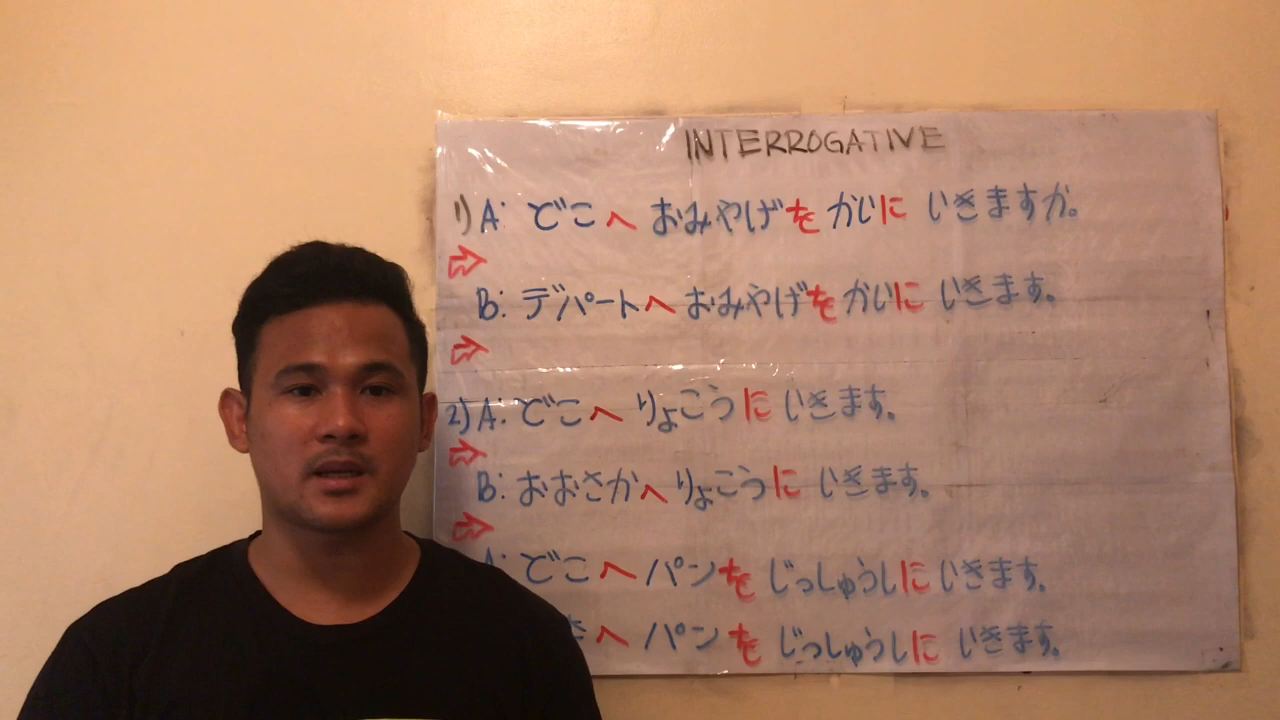 INTERROGATIVE
1) A: どこへ おみやげを かいに いきますか。
B: デパートへ おみやげを かいに いきます。
2) A: どこへ りょこうに いきます。
B: おおさかへ りょこうに いきます。
A: どこへ パンを じっしゅうしに いきます。
へ パンを じっしゅうしに いきます。